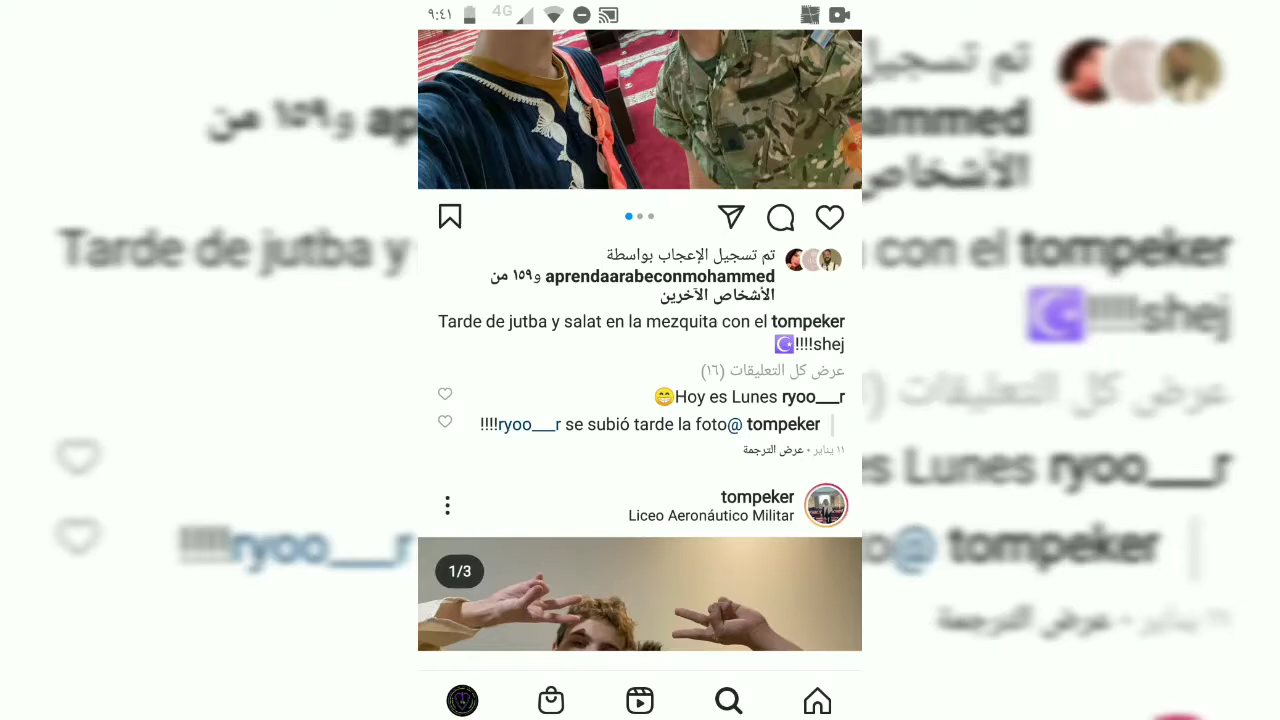 ٩:٤١
4G
تم تسجيل الإعجاب بواسطة
aprendaarabeconmohammed و١٥٩ من
الأشخاص الآخرين
tompeker Tarde de jutba y salat en la mezquita con el
shej!!!!☪️
عرض كل التعليقات (١٦)
ryoo___r Hoy es Lunes😁
tompeker @ryoo___r se subió tarde la foto!!!!
١١ يناير • عرض الترجمة
tompeker
Liceo Aeronáutico Militar
1/3